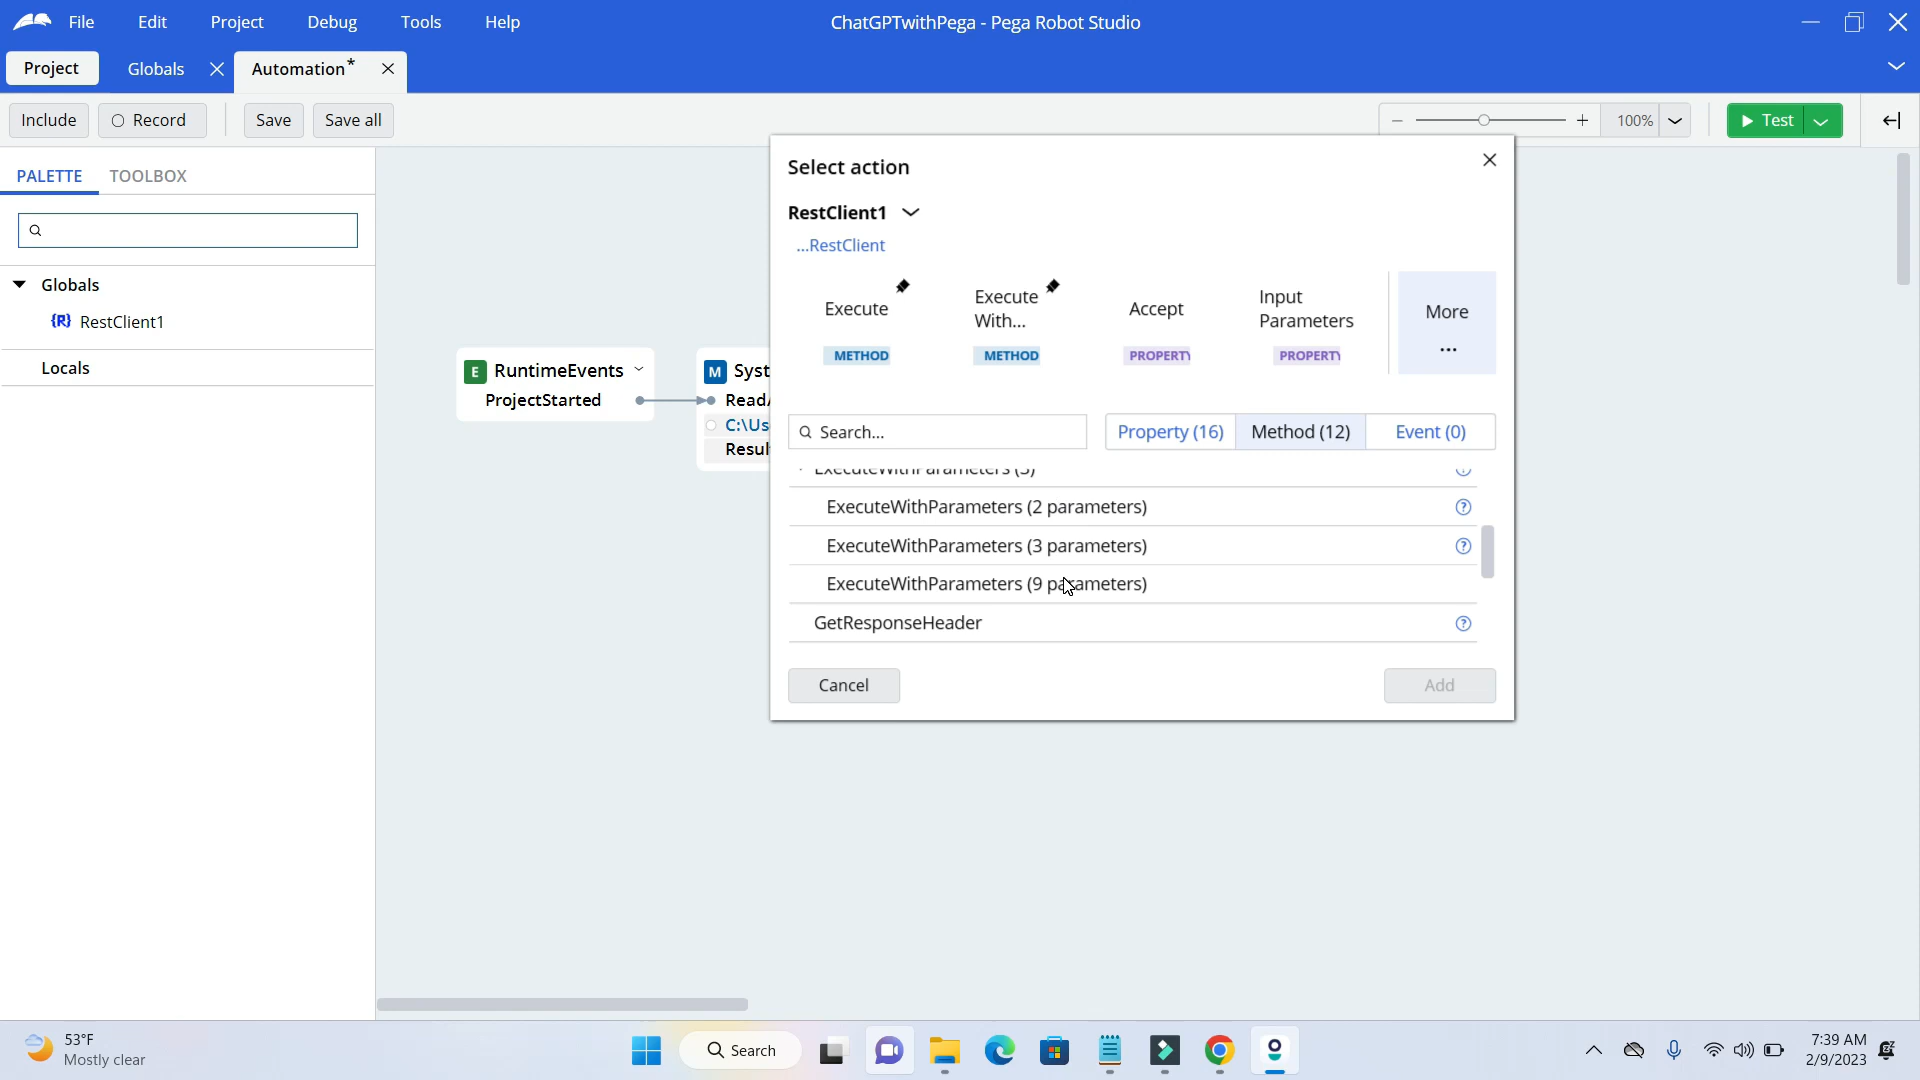 File Edit Project Debug Tools Help ChatGPTwithPega - Pega Robot Studio
Project Globals Automation*
Include Record Save Save all 100% Test
PALETTE TOOLBOX
Globals
RestClient1
Locals
E RuntimeEvents
ProjectStarted
M Syst
Read
C:\Us
Resul
Select action
RestClient1
...RestClient
Execute
METHOD
Execute
With...
METHOD
Accept
PROPERTY
Input
Parameters
PROPERTY
More
...
Search... Property (16) Method (12) Event (0)
ExecuteWithParameters (3)
ExecuteWithParameters (2 parameters) ?
ExecuteWithParameters (3 parameters) ?
ExecuteWithParameters (9 parameters)
GetResponseHeader ?
Cancel Add
53°F
Mostly clear
Search
7:39 AM
2/9/2023